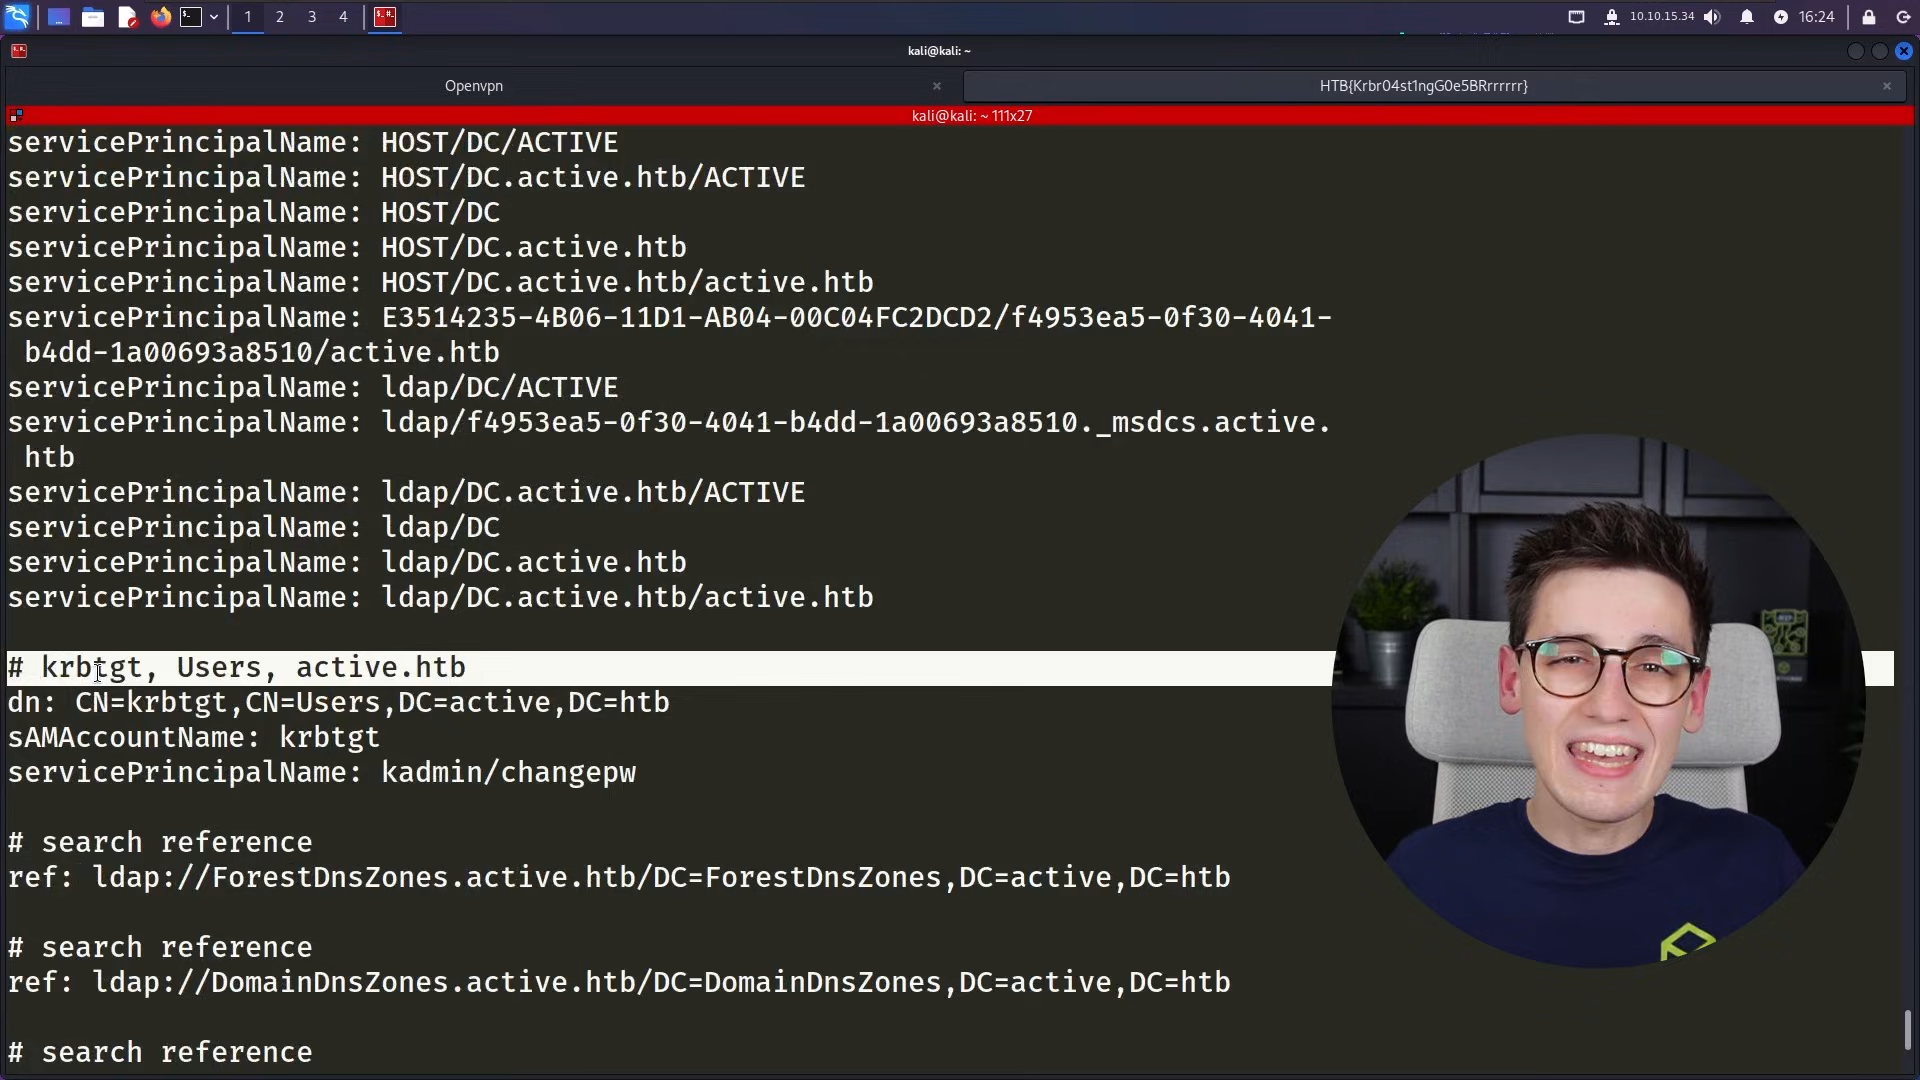 1 2 3 4
10.10.15.34 16:24
kali@kali: ~
Openvpn
HTB{Krbr04st1ngG0e5BRrrrrrr}
kali@kali: ~ 111x27
servicePrincipalName: HOST/DC/ACTIVE
servicePrincipalName: HOST/DC.active.htb/ACTIVE
servicePrincipalName: HOST/DC
servicePrincipalName: HOST/DC.active.htb
servicePrincipalName: HOST/DC.active.htb/active.htb
servicePrincipalName: E3514235-4B06-11D1-AB04-00C04FC2DCD2/f4953ea5-0f30-4041-
b4dd-1a00693a8510/active.htb
servicePrincipalName: ldap/DC/ACTIVE
servicePrincipalName: ldap/f4953ea5-0f30-4041-b4dd-1a00693a8510._msdcs.active.
htb
servicePrincipalName: ldap/DC.active.htb/ACTIVE
servicePrincipalName: ldap/DC
servicePrincipalName: ldap/DC.active.htb
servicePrincipalName: ldap/DC.active.htb/active.htb
# krbtgt, Users, active.htb
dn: CN=krbtgt,CN=Users,DC=active,DC=htb
sAMAccountName: krbtgt
servicePrincipalName: kadmin/changepw
# search reference
ref: ldap://ForestDnsZones.active.htb/DC=ForestDnsZones,DC=active,DC=htb
# search reference
ref: ldap://DomainDnsZones.active.htb/DC=DomainDnsZones,DC=active,DC=htb
# search reference